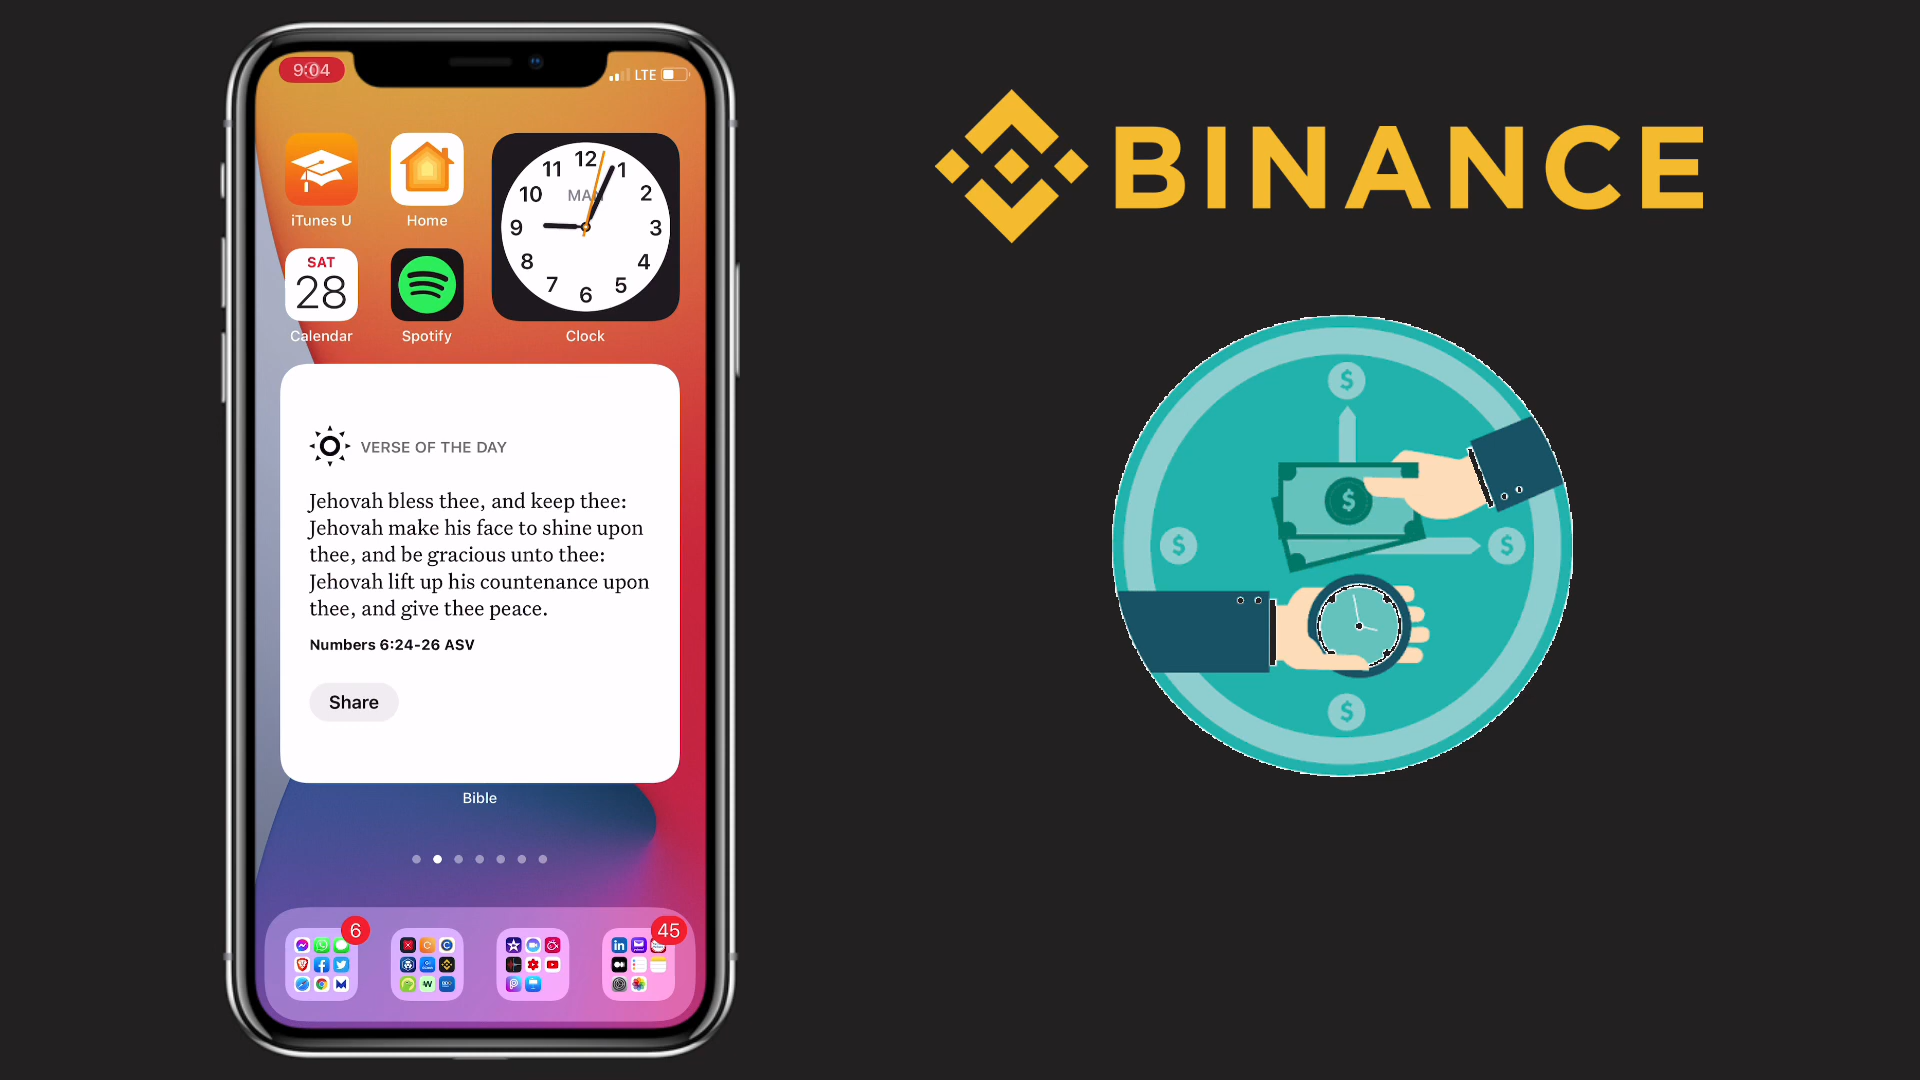 9:04
LTE
iTunes U
Home
12
1
2
3
4
5
6
7
8
9
10
11
SAT
28
Calendar
Spotify
Clock
VERSE OF THE DAY
Jehovah bless thee, and keep thee:
Jehovah make his face to shine upon
thee, and be gracious unto thee:
Jehovah lift up his countenance upon
thee, and give thee peace.
Numbers 6:24-26 ASV
Share
Bible
6
45
BINANCE
$
$
$
$
$